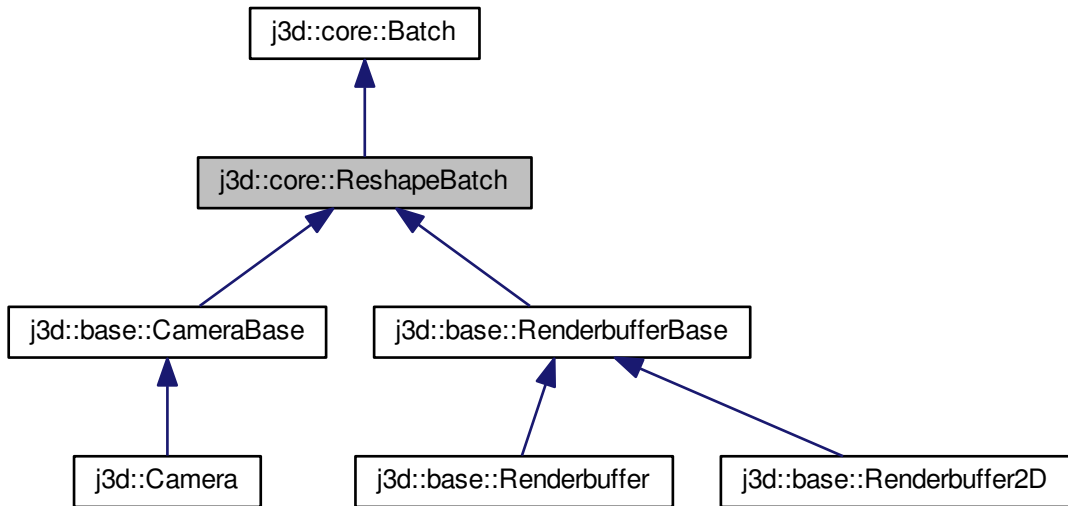 j3d::core::Batch
j3d::core::ReshapeBatch
j3d::base::CameraBase
j3d::base::RenderbufferBase
j3d::Camera
j3d::base::Renderbuffer
j3d::base::Renderbuffer2D